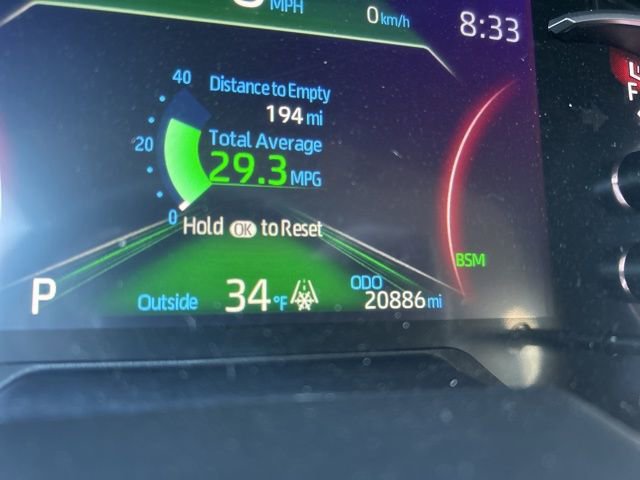 MPH
0 km/h
8:33
40
Distance to Empty
194 mi
20
Total Average
29.3 MPG
0
Hold OK to Reset
BSM
P
Outside 34 °F
ODO
20886 mi
F